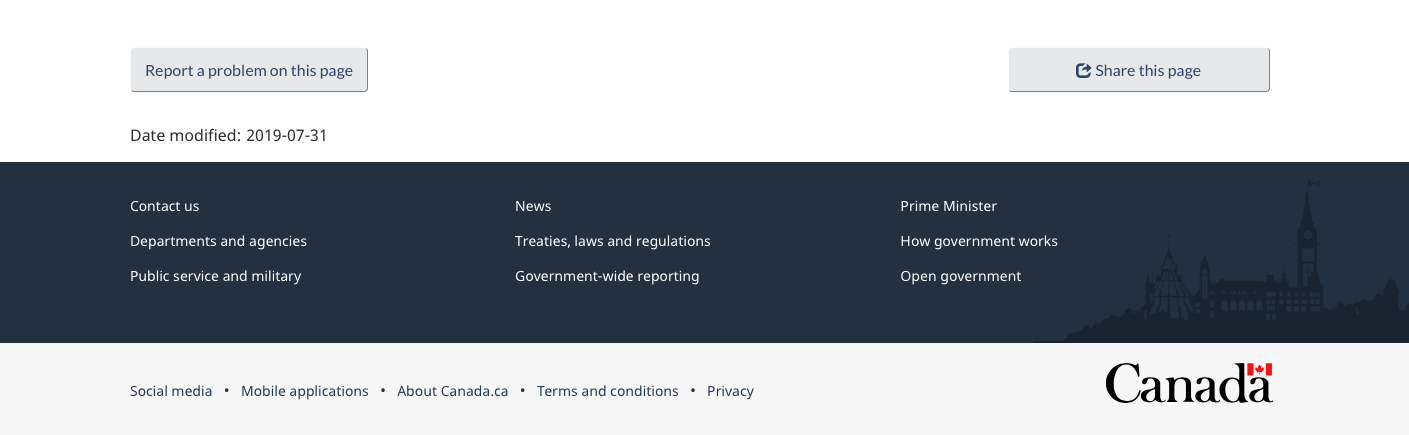 Report a problem on this page
Share this page
Date modified: 2019-07-31
Contact us
News
Prime Minister
Departments and agencies
Treaties, laws and regulations
How government works
Public service and military
Government-wide reporting
Open government
Social media • Mobile applications • About Canada.ca • Terms and conditions • Privacy
Canada